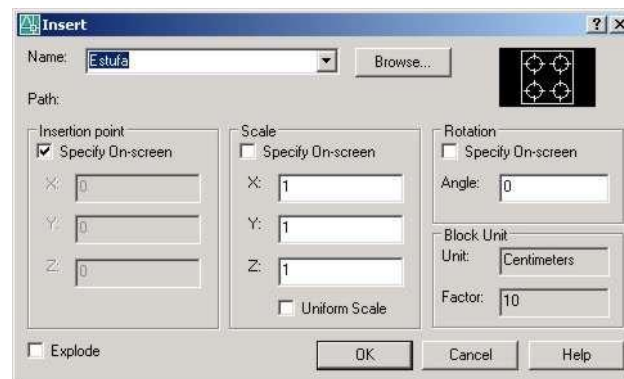 Insert
Name: Estufa Browse...
Path:
Insertion point
Specify On-screen
X: 0
Y: 0
Z: 0
Scale
Specify On-screen
X: 1
Y: 1
Z: 1
Uniform Scale
Rotation
Specify On-screen
Angle: 0
Block Unit
Unit: Centimeters
Factor: 10
Explode
OK Cancel Help